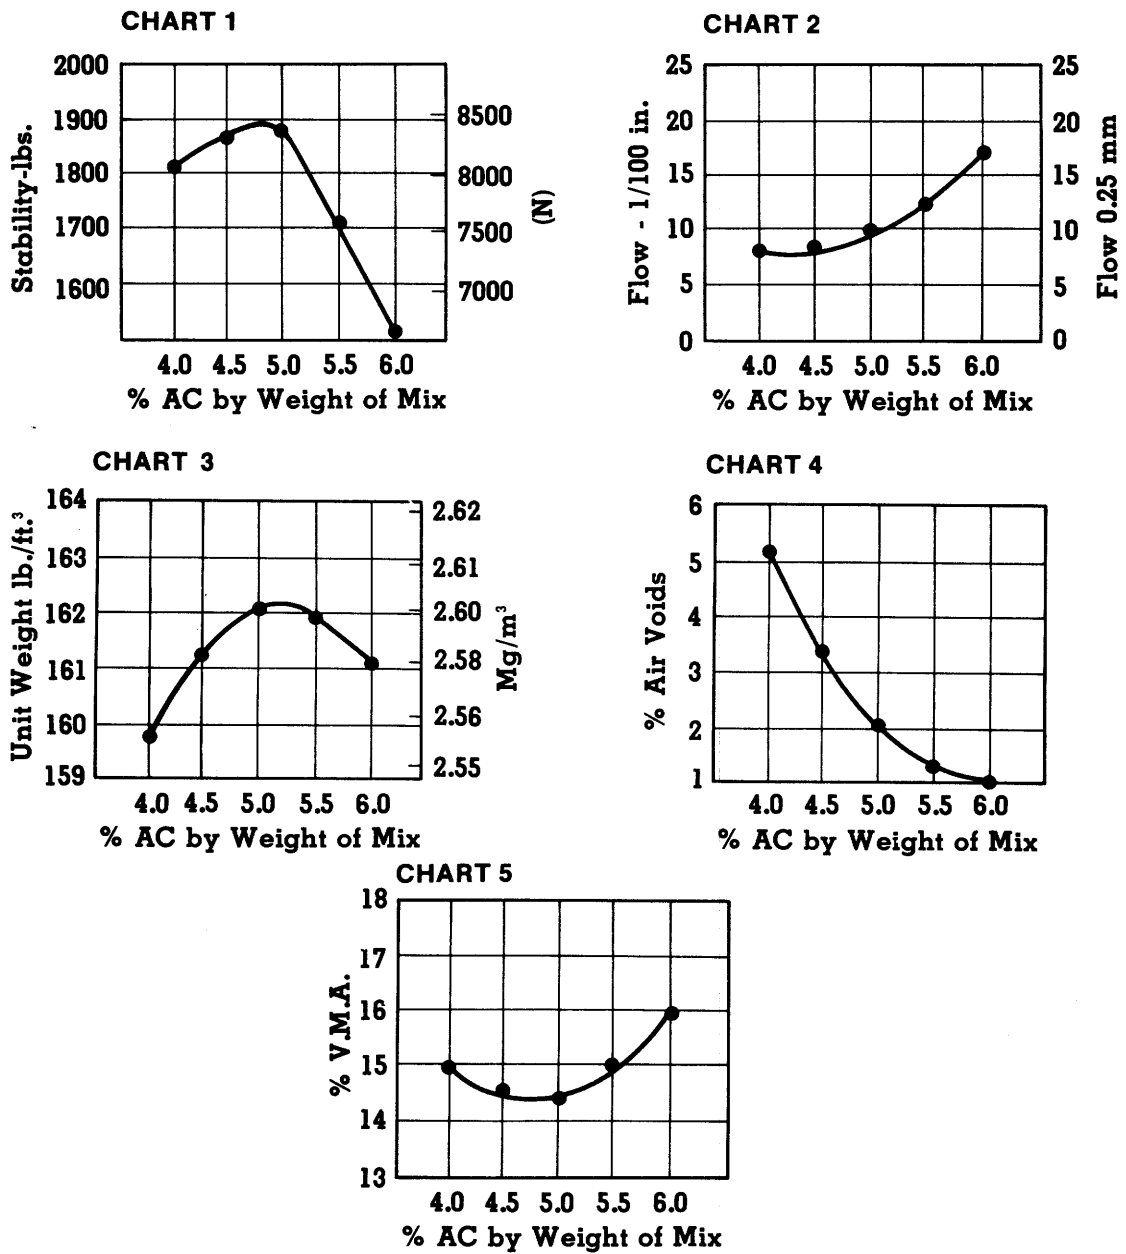 CHART 1
2000
1900
1800
1700
1600
Stability-lbs.
8500
8000
7500
7000
(N)
4.0 4.5 5.0 5.5 6.0
% AC by Weight of Mix
CHART 2
25
20
15
10
5
0
Flow - 1/100 in.
25
20
15
10
5
0
Flow 0.25 mm
4.0 4.5 5.0 5.5 6.0
% AC by Weight of Mix
CHART 3
164
163
162
161
160
159
Unit Weight lb./ft.³
2.62
2.61
2.60
2.58
2.56
2.55
Mg/m³
4.0 4.5 5.0 5.5 6.0
% AC by Weight of Mix
CHART 4
6
5
4
3
2
1
% Air Voids
4.0 4.5 5.0 5.5 6.0
% AC by Weight of Mix
CHART 5
18
17
16
15
14
13
% V.M.A.
4.0 4.5 5.0 5.5 6.0
% AC by Weight of Mix